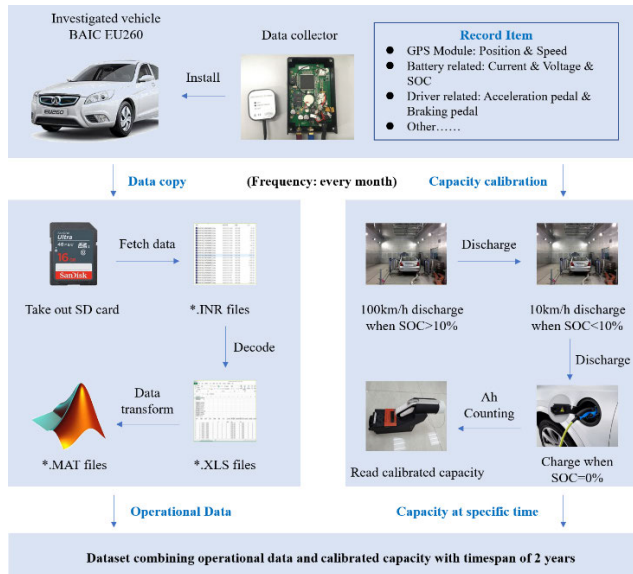 Investigated vehicle
BAIC EU260
Data collector
Install
EU260
Record Item
● GPS Module: Position & Speed
● Battery related: Current & Voltage &
SOC
● Driver related: Acceleration pedal &
Braking pedal
● Other……
Data copy
(Frequency: every month)
Capacity calibration
SanDisk
Ultra
16
Fetch data
Take out SD card
*.INR files
Decode
Data
transform
*.MAT files
*.XLS files
Discharge
100km/h discharge
when SOC>10%
10km/h discharge
when SOC<10%
Discharge
Ah
Counting
Read calibrated capacity
Charge when
SOC=0%
Operational Data
Capacity at specific time
Dataset combining operational data and calibrated capacity with timespan of 2 years